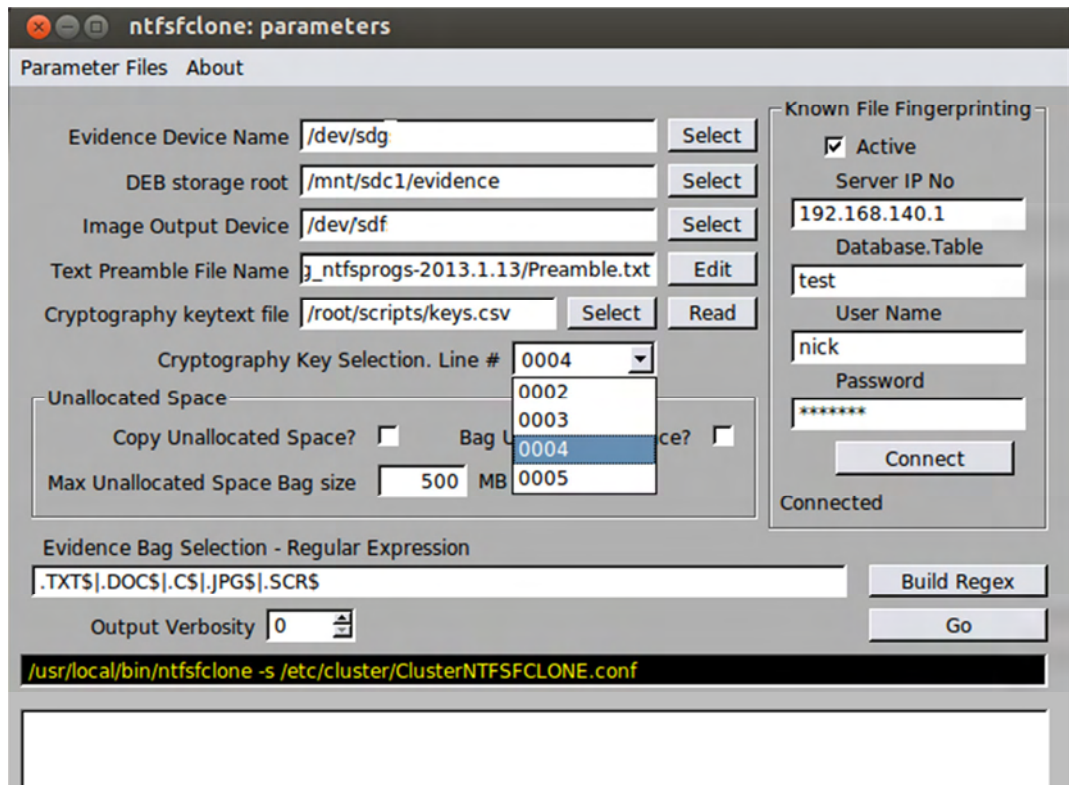 ntfsfclone: parameters
Parameter Files About
Evidence Device Name /dev/sdg Select
DEB storage root /mnt/sdc1/evidence Select
Image Output Device /dev/sdf Select
Text Preamble File Name g_ntfsprogs-2013.1.13/Preamble.txt Edit
Cryptography keytext file /root/scripts/keys.csv Select Read
Cryptography Key Selection. Line # 0004
0002
0003
0004
0005
Unallocated Space
Copy Unallocated Space? Bag U ce?
Max Unallocated Space Bag size 500 MB
Known File Fingerprinting
Active
Server IP No
192.168.140.1
Database.Table
test
User Name
nick
Password
*******
Connect
Connected
Evidence Bag Selection - Regular Expression
.TXT$|.DOC$|.C$|.JPG$|.SCR$ Build Regex
Output Verbosity 0 Go
/usr/local/bin/ntfsfclone -s /etc/cluster/ClusterNTFSFCLONE.conf